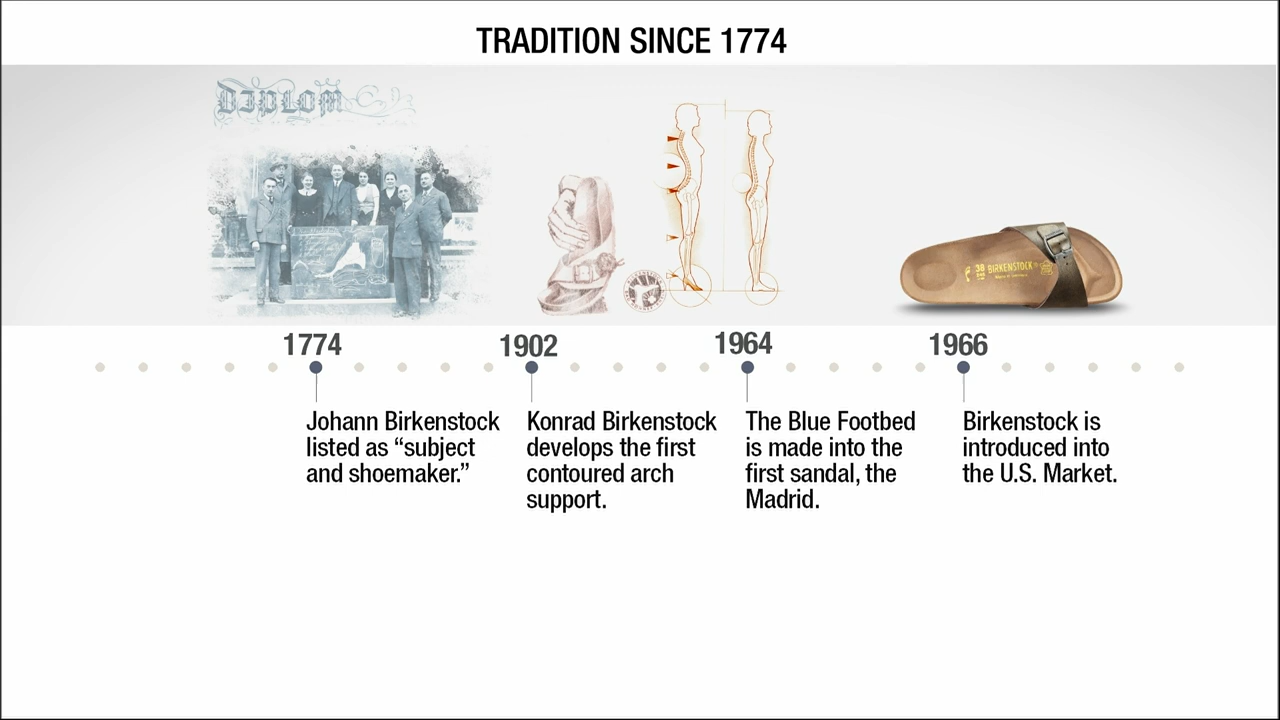 TRADITION SINCE 1774
Diplom
38
BIRKENSTOCK
1774
1902
1964
1966
Johann Birkenstock
listed as “subject
and shoemaker.”
Konrad Birkenstock
develops the first
contoured arch
support.
The Blue Footbed
is made into the
first sandal, the
Madrid.
Birkenstock is
introduced into
the U.S. Market.